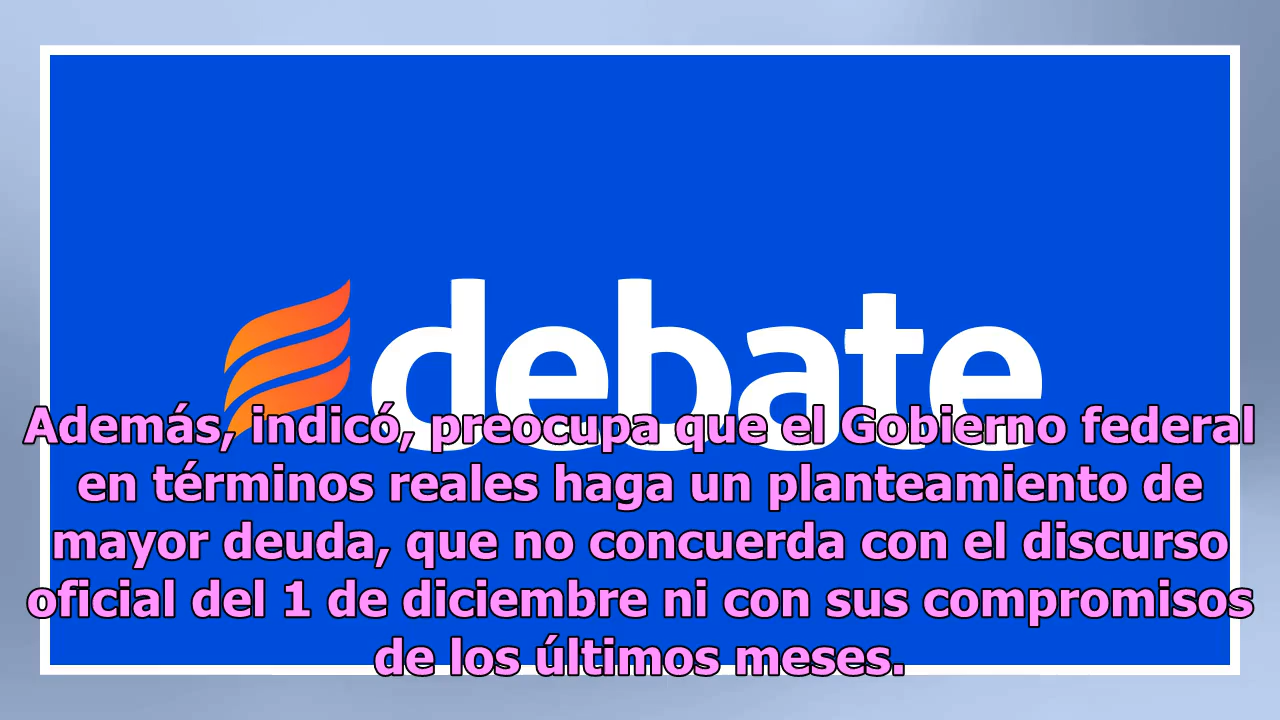 debate
Además, indicó, preocupa que el Gobierno federal
en términos reales haga un planteamiento de
mayor deuda, que no concuerda con el discurso
oficial del 1 de diciembre ni con sus compromisos
de los últimos meses.